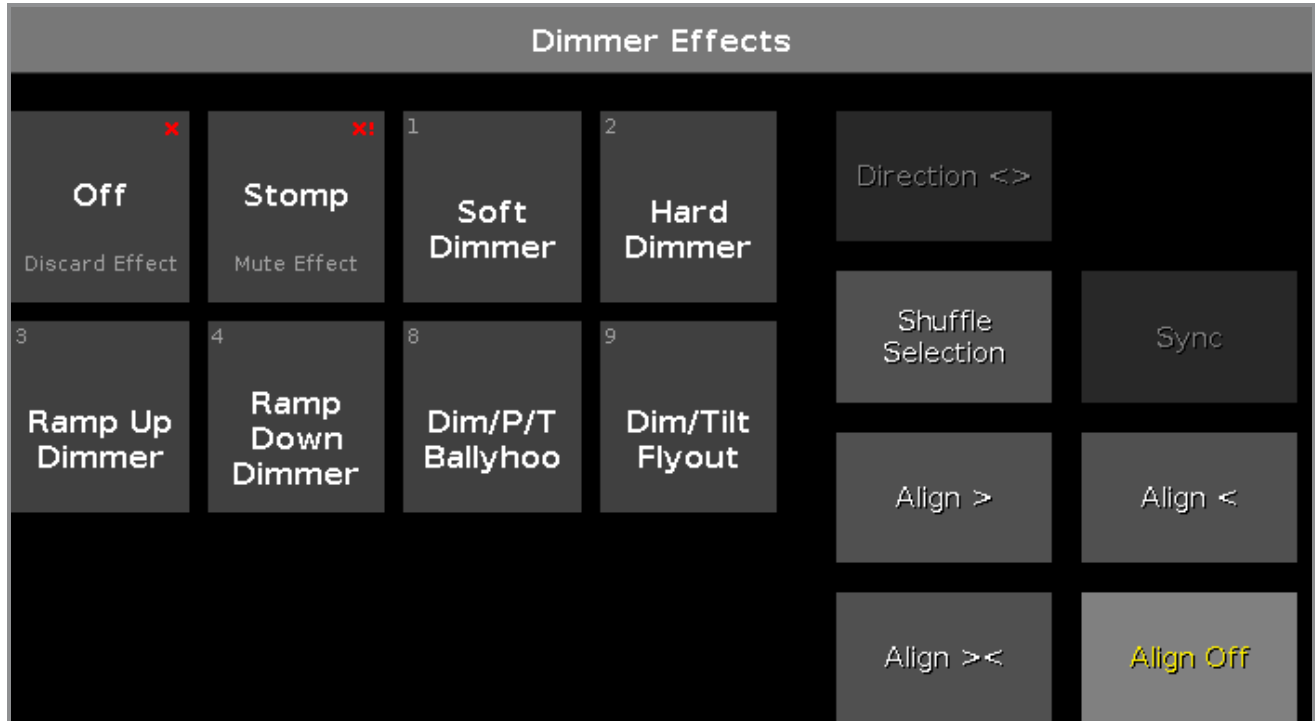 Dimmer Effects
Off
Discard Effect
Stomp
Mute Effect
1
Soft
Dimmer
2
Hard
Dimmer
Direction <>
3
Ramp Up
Dimmer
4
Ramp
Down
Dimmer
8
Dim/P/T
Ballyhoo
9
Dim/Tilt
Flyout
Shuffle
Selection
Sync
Align >
Align <
Align ><
Align Off